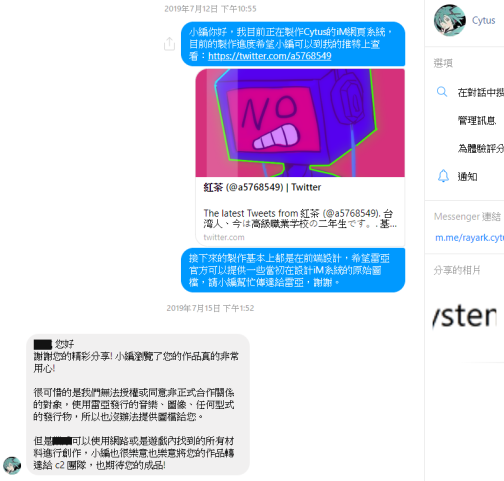 2019年7月12日 下午10:55
小編你好，我目前正在製作Cytus的iM網頁系統，
目前的製作進度希望小編可以到我的推特上查
看：https://twitter.com/a5768549
NO
紅茶 (@a5768549) | Twitter
The latest Tweets from 紅茶 (@a5768549). 台
湾人、今は高級職業学校の二年生です。､基...
twitter.com
接下來的製作基本上都是在前端設計，希望雷亞
官方可以提供一些當初在設計iM系統的原始圖
檔，請小編幫忙傳達給雷亞，謝謝。
2019年7月15日 下午1:52
您好
謝謝您的精彩分享! 小編瀏覽了您的作品真的非常
用心!
很可惜的是我們無法授權或同意非正式合作關係
的對象，使用雷亞發行的音樂、圖像、任何型式
的發行物，所以也沒辦法提供圖檔給您。
但是可以使用網路或是遊戲內找到的所有材
料進行創作，小編也很樂意也樂意將您的作品轉
達給 c2 團隊，也期待您的成品!
Cytus
選項
在對話中搜
管理訊息
為體驗評分
通知
Messenger 連結
m.me/rayark.cyt
分享的相片
ysten